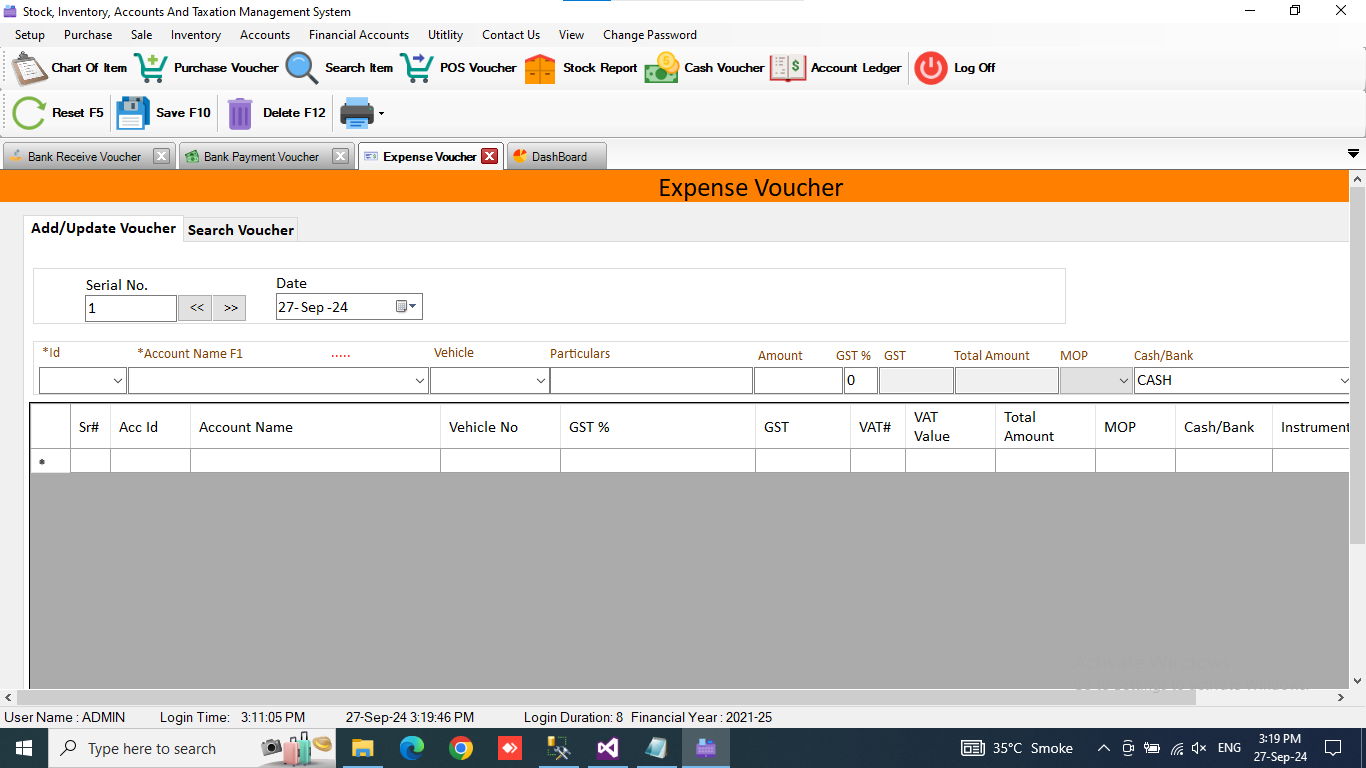 Stock, Inventory, Accounts And Taxation Management System
Setup Purchase Sale Inventory Accounts Financial Accounts Utitlity Contact Us View Change Password
Chart Of Item Purchase Voucher Search Item POS Voucher Stock Report Cash Voucher Account Ledger Log Off
Reset F5 Save F10 Delete F12
Bank Receive Voucher Bank Payment Voucher Expense Voucher DashBoard
Expense Voucher
Add/Update Voucher Search Voucher
Serial No. Date
1 << >> 27-Sep-24
*Id *Account Name F1 ..... Vehicle Particulars Amount GST % GST Total Amount MOP Cash/Bank
0 CASH
Sr# Acc Id Account Name Vehicle No GST % GST VAT# VAT Value Total Amount MOP Cash/Bank Instrument
User Name : ADMIN Login Time: 3:11:05 PM 27-Sep-24 3:19:46 PM Login Duration: 8 Financial Year : 2021-25
Type here to search 35°C Smoke ENG 3:19 PM
27-Sep-24